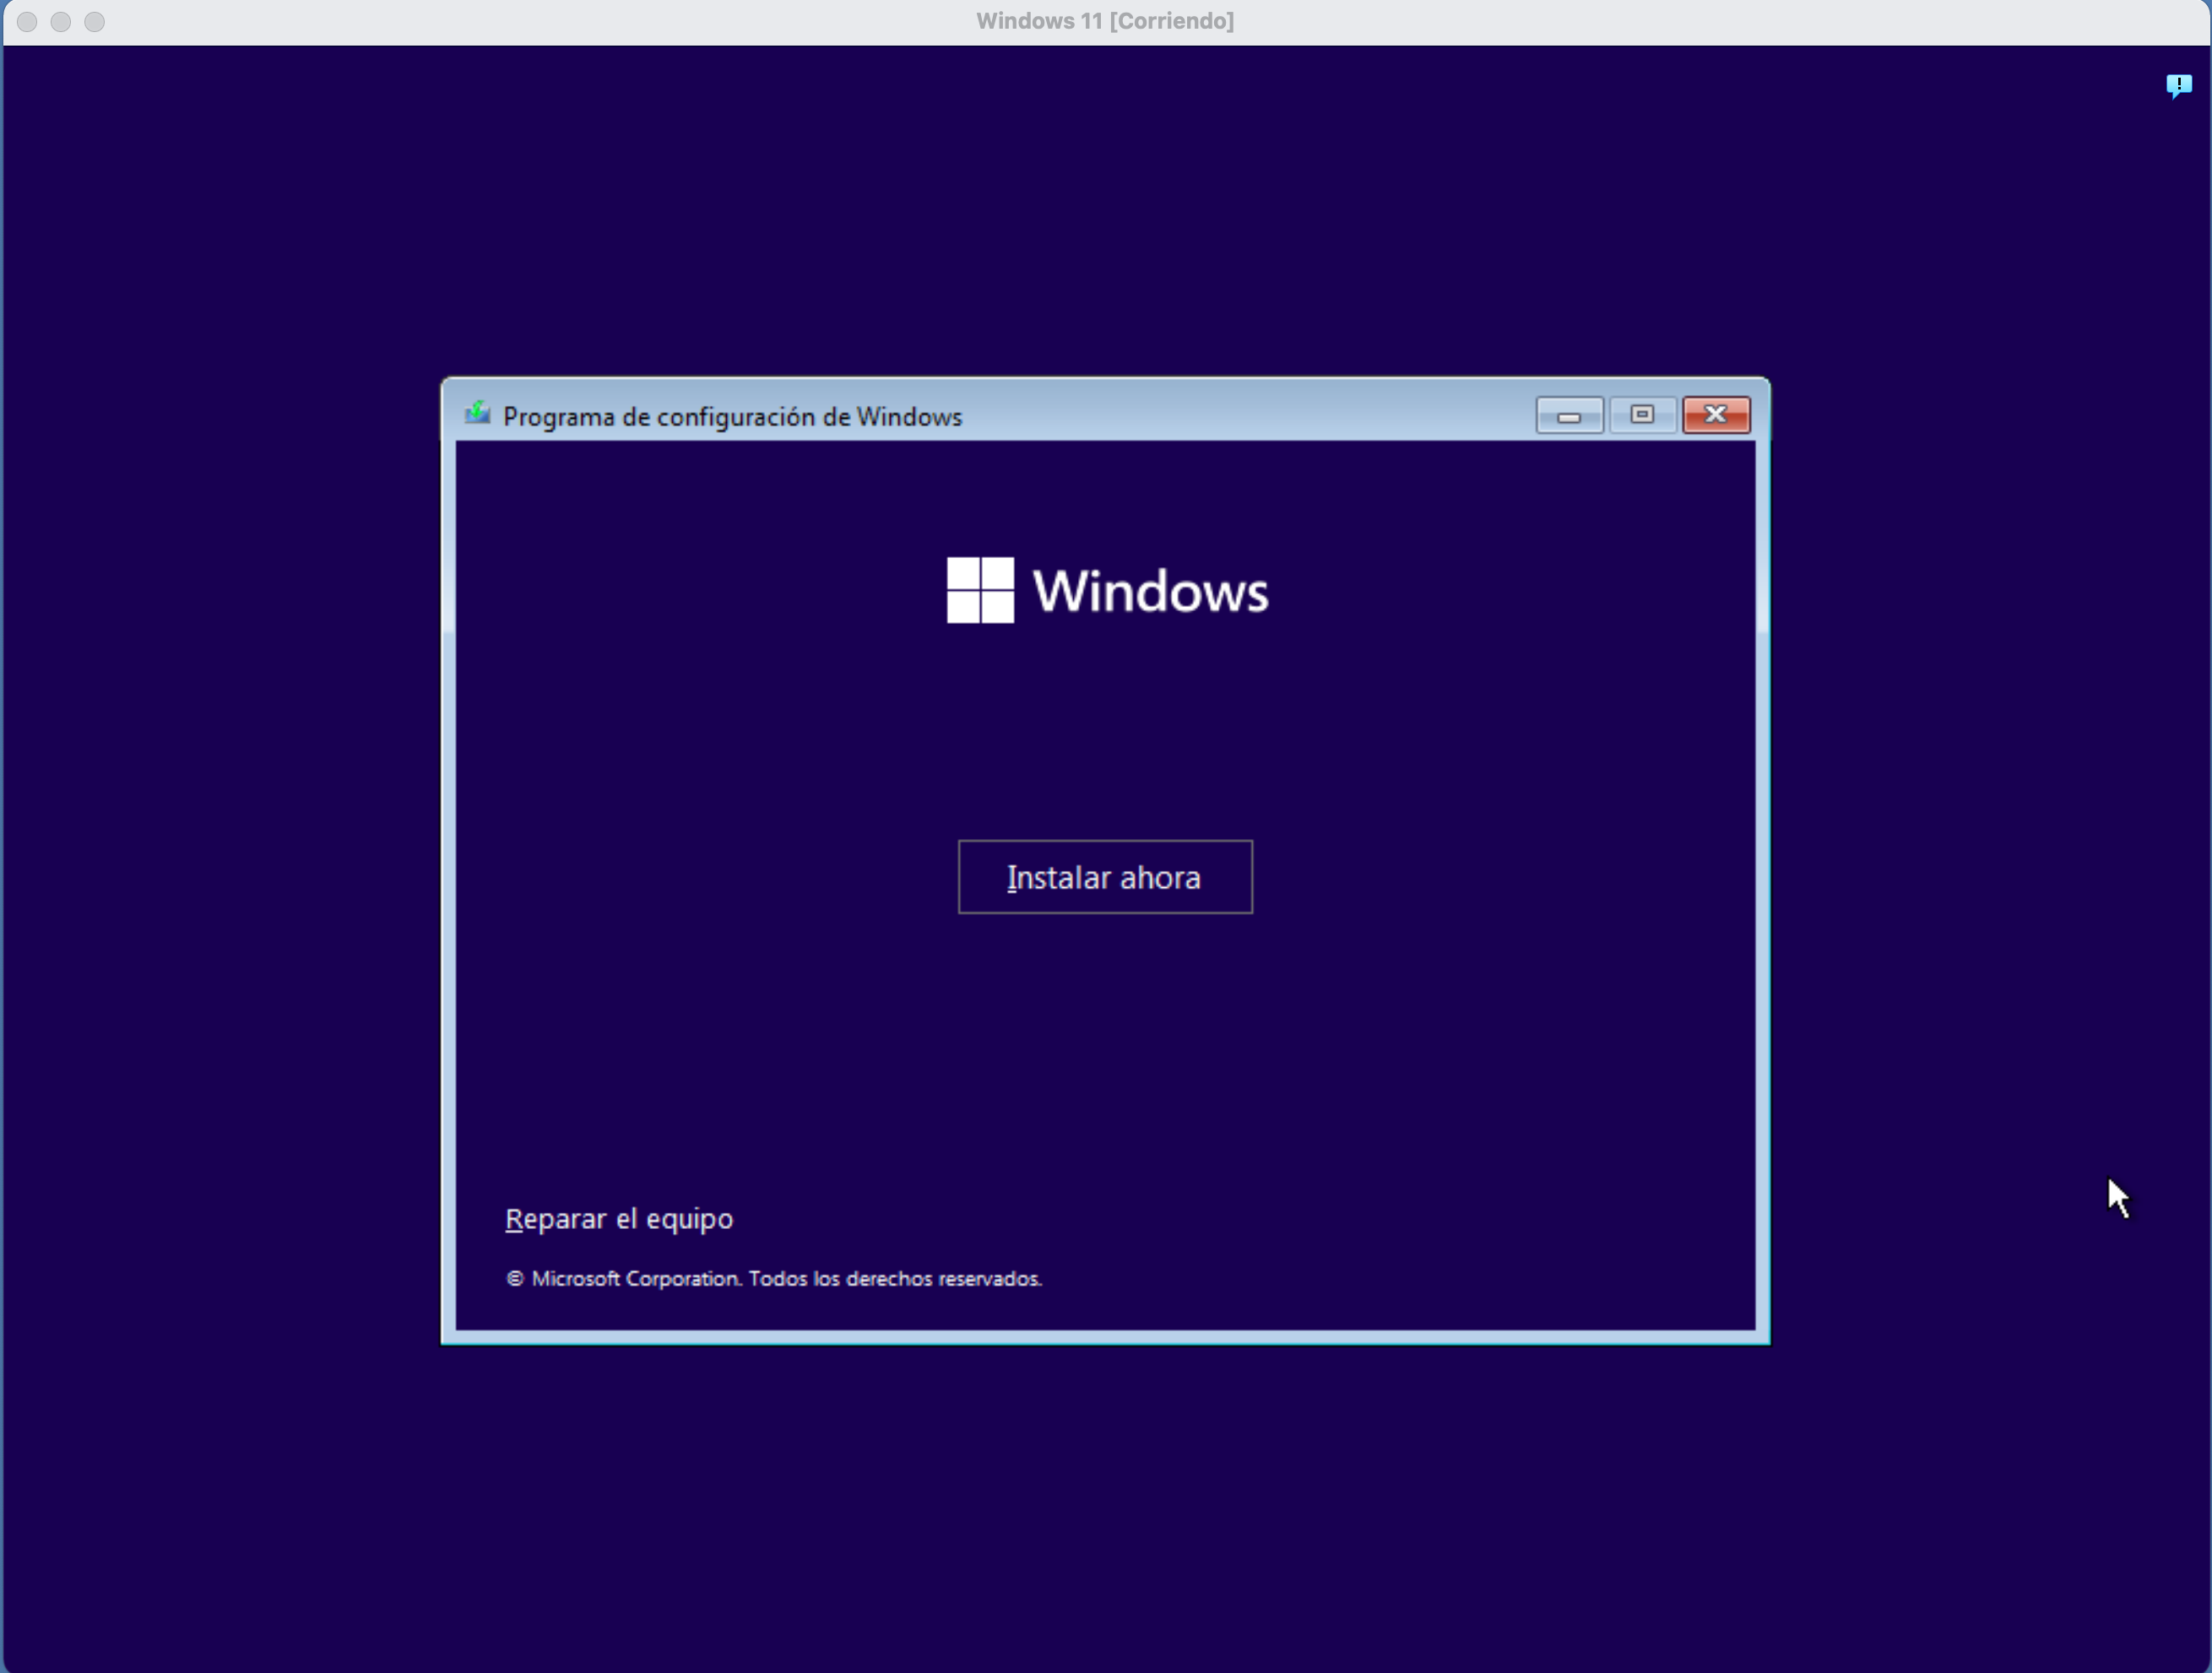 Windows 11 [Corriendo]
Programa de configuración de Windows
Windows
Instalar ahora
Reparar el equipo
© Microsoft Corporation. Todos los derechos reservados.